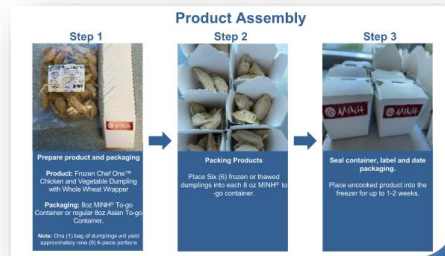 Product Assembly
Step 1
Prepare product and packaging
Product: Frozen Chef One™
Chicken and Vegetable Dumpling
with Whole Wheat Wrapper
Packaging: 8oz MINH® To-go
Container or regular 8oz Asian To-go
Container.
Note: One (1) bag of dumplings will yield
approximately nine (9) 6-piece portions
Step 2
Packing Products
Place Six (6) frozen or thawed
dumplings into each 8 oz MINH® to
-go container.
Step 3
MINH
MINH
Seal container, label and date
packaging.
Place uncooked product into the
freezer for up to 1-2 weeks.